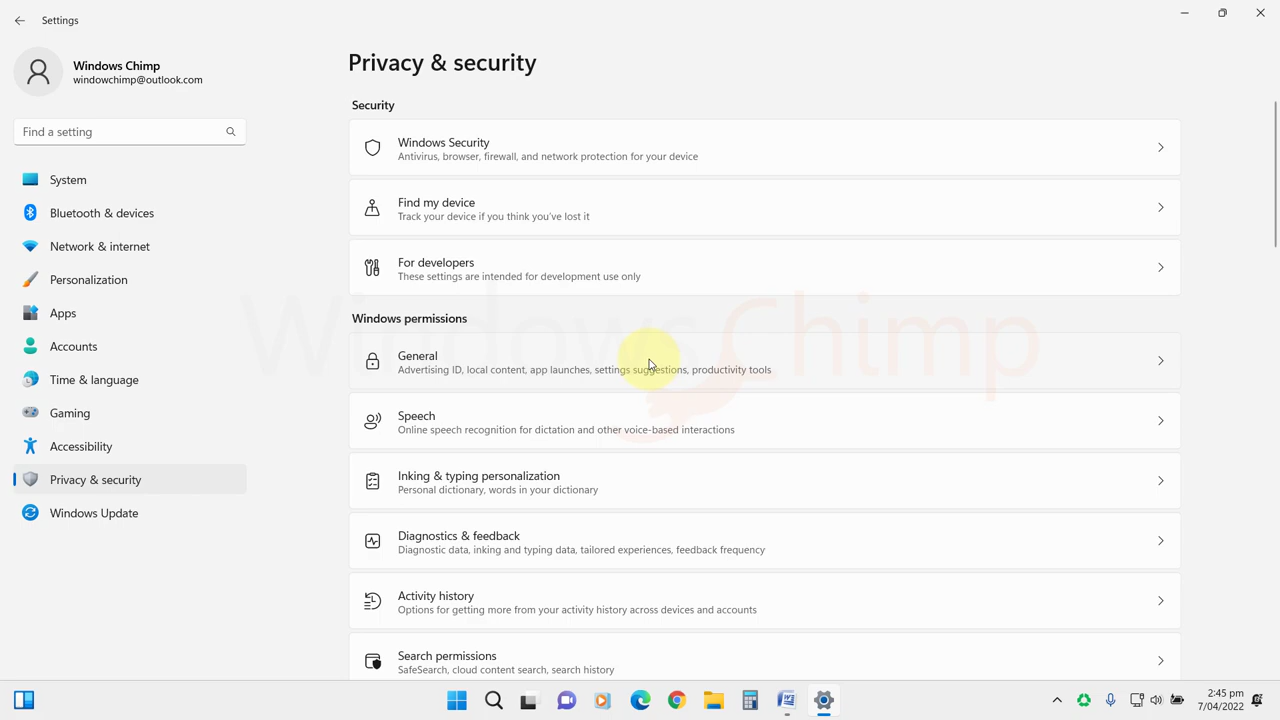 Settings
Windows Chimp
windowchimp@outlook.com
Find a setting
System
Bluetooth & devices
Network & internet
Personalization
Apps
Accounts
Time & language
Gaming
Accessibility
Privacy & security
Windows Update
Privacy & security
Security
Windows Security
Antivirus, browser, firewall, and network protection for your device
Find my device
Track your device if you think you've lost it
For developers
These settings are intended for development use only
Windows permissions
Windows Chimp
General
Advertising ID, local content, app launches, settings suggestions, productivity tools
Speech
Online speech recognition for dictation and other voice-based interactions
Inking & typing personalization
Personal dictionary, words in your dictionary
Diagnostics & feedback
Diagnostic data, inking and typing data, tailored experiences, feedback frequency
Activity history
Options for getting more from your activity history across devices and accounts
Search permissions
SafeSearch, cloud content search, search history
2:45 pm
7/04/2022